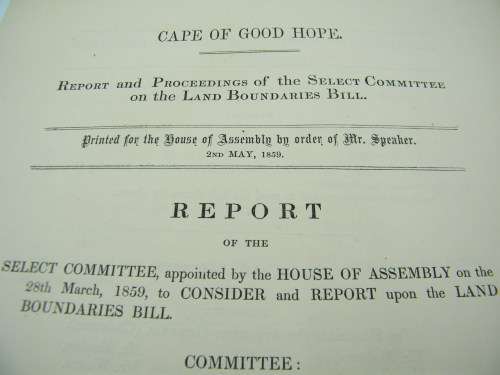 CAPE OF GOOD HOPE.
REPORT and PROCEEDINGS of the SELECT COMMITTEE
on the LAND BOUNDARIES BILL.
Printed for the House of Assembly by order of Mr. Speaker.
2ND MAY, 1859.
REPORT
OF THE
SELECT COMMITTEE, appointed by the HOUSE OF ASSEMBLY on the
28th March, 1859, to CONSIDER and REPORT upon the LAND
BOUNDARIES BILL.
COMMITTEE: